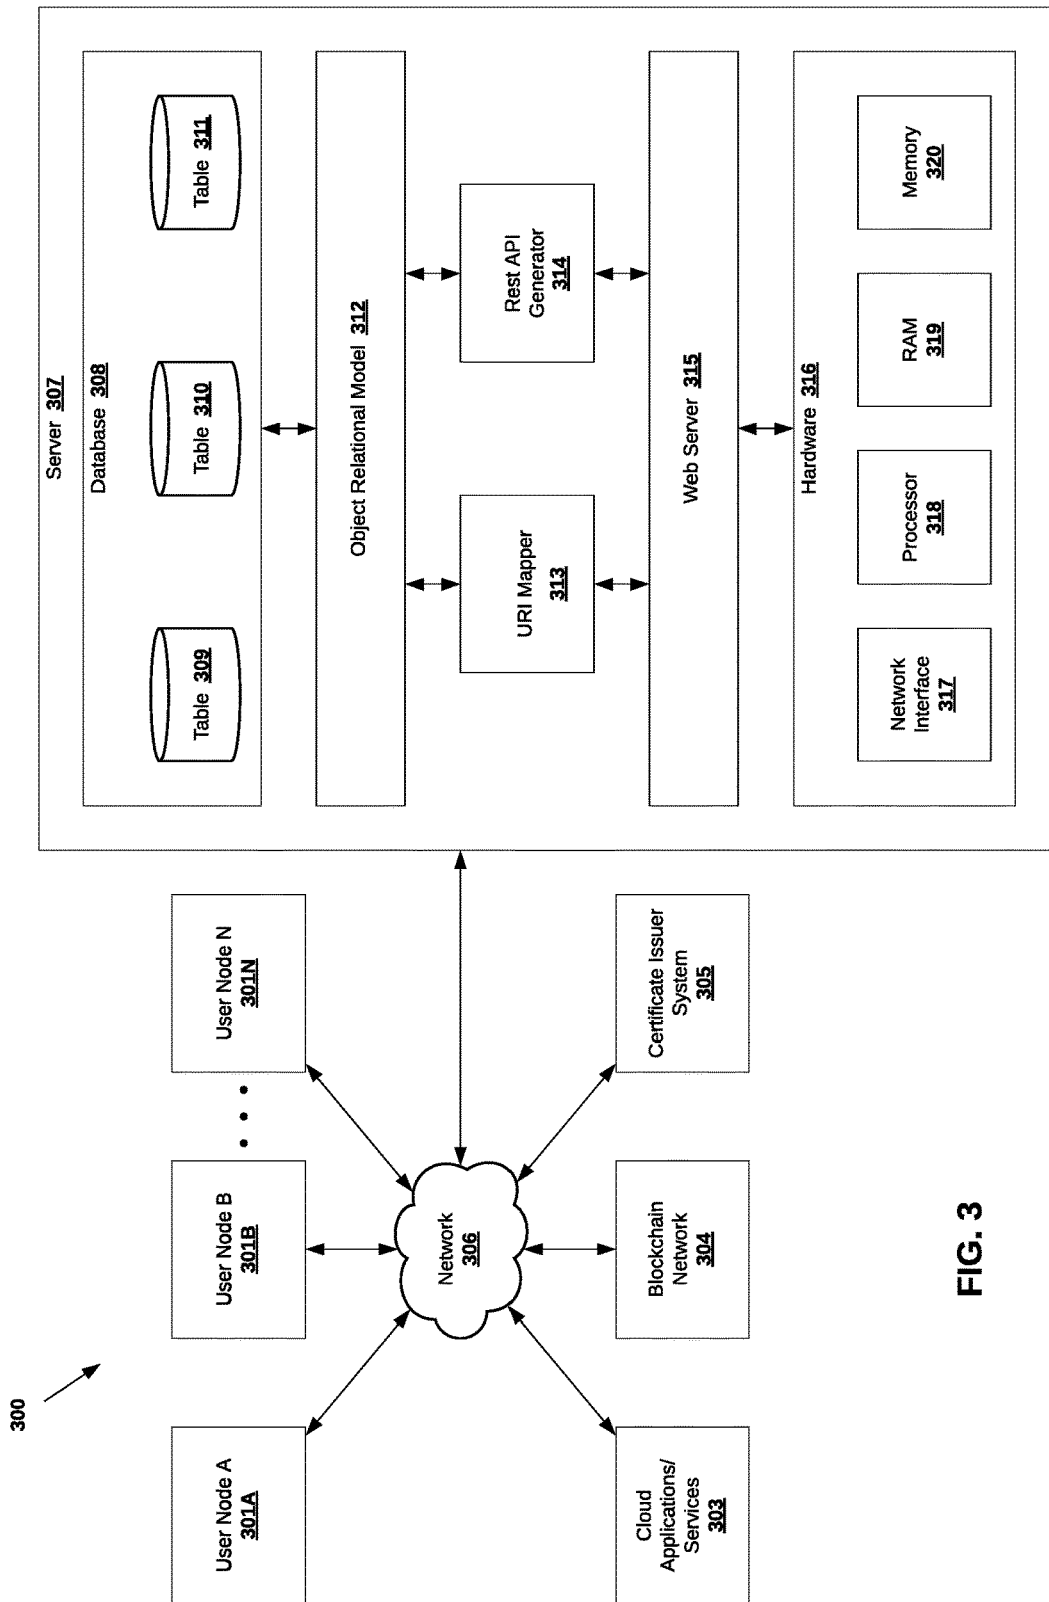 300
User Node A
301A
User Node B
301B
User Node N
301N
Network
306
Cloud
Applications/
Services
303
Blockchain
Network
304
Certificate Issuer
System
305
Server 307
Database 308
Table 309
Table 310
Table 311
Object Relational Model 312
URI Mapper
313
Rest API
Generator
314
Web Server 315
Hardware 316
Network
Interface
317
Processor
318
RAM
319
Memory
320
FIG. 3